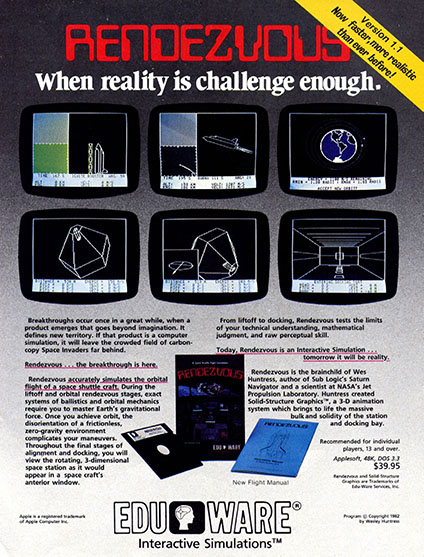 RENDEZVOUS
Version 1.1
Now faster, more realistic
than ever before!
When reality is challenge enough.
ACCEPT NEW ORBIT?
Breakthroughs occur once in a great while, when a
product emerges that goes beyond imagination. It
defines new territory. If that product is a computer
simulation, it will leave the crowded field of carbon-
copy Space Invaders far behind.
Rendezvous . . . the breakthrough is here.
Rendezvous accurately simulates the orbital
flight of a space shuttle craft. During the
liftoff and orbital rendezvous stages, exact
systems of ballistics and orbital mechanics
require you to master Earth's gravitational
force. Once you achieve orbit, the
disorientation of a frictionless,
zero-gravity environment
complicates your maneuvers.
Throughout the final stages of
alignment and docking, you will
view the rotating, 3-dimensional
space station as it would
appear in a space craft's
anterior window.
From liftoff to docking, Rendezvous tests the limits
of your technical understanding, mathematical
judgment, and raw perceptual skill.
Today, Rendezvous is an Interactive Simulation . . .
tomorrow it will be reality.
Rendezvous is the brainchild of Wes
Huntress, author of Sub Logic's Saturn
Navigator and a scientist at NASA's Jet
Propulsion Laboratory. Huntress created
Solid-Structure Graphics™, a 3-D animation
system which brings to life the massive
bulk and solidity of the station
and docking bay.
RENDEZVOUS
EDU WARE
RENDEZVOUS
New Flight Manual
Recommended for individual
players, 13 and over.
Applesoft, 48K, DOS 3.3
$39.95
Rendezvous and Solid-Structure
Graphics are Trademarks of
Edu-Ware Services, Inc.
Apple is a registered trademark
of Apple Computer Inc.
EDU WARE®
Interactive Simulations™
Program © Copyright 1982
by Wesley Huntress